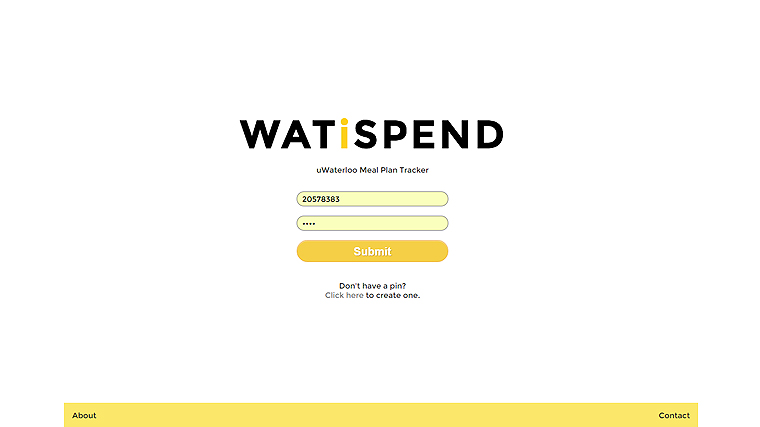 WATiSPEND
uWaterloo Meal Plan Tracker
20578383
••••
Submit
Don't have a pin?
Click here to create one.
About
Contact